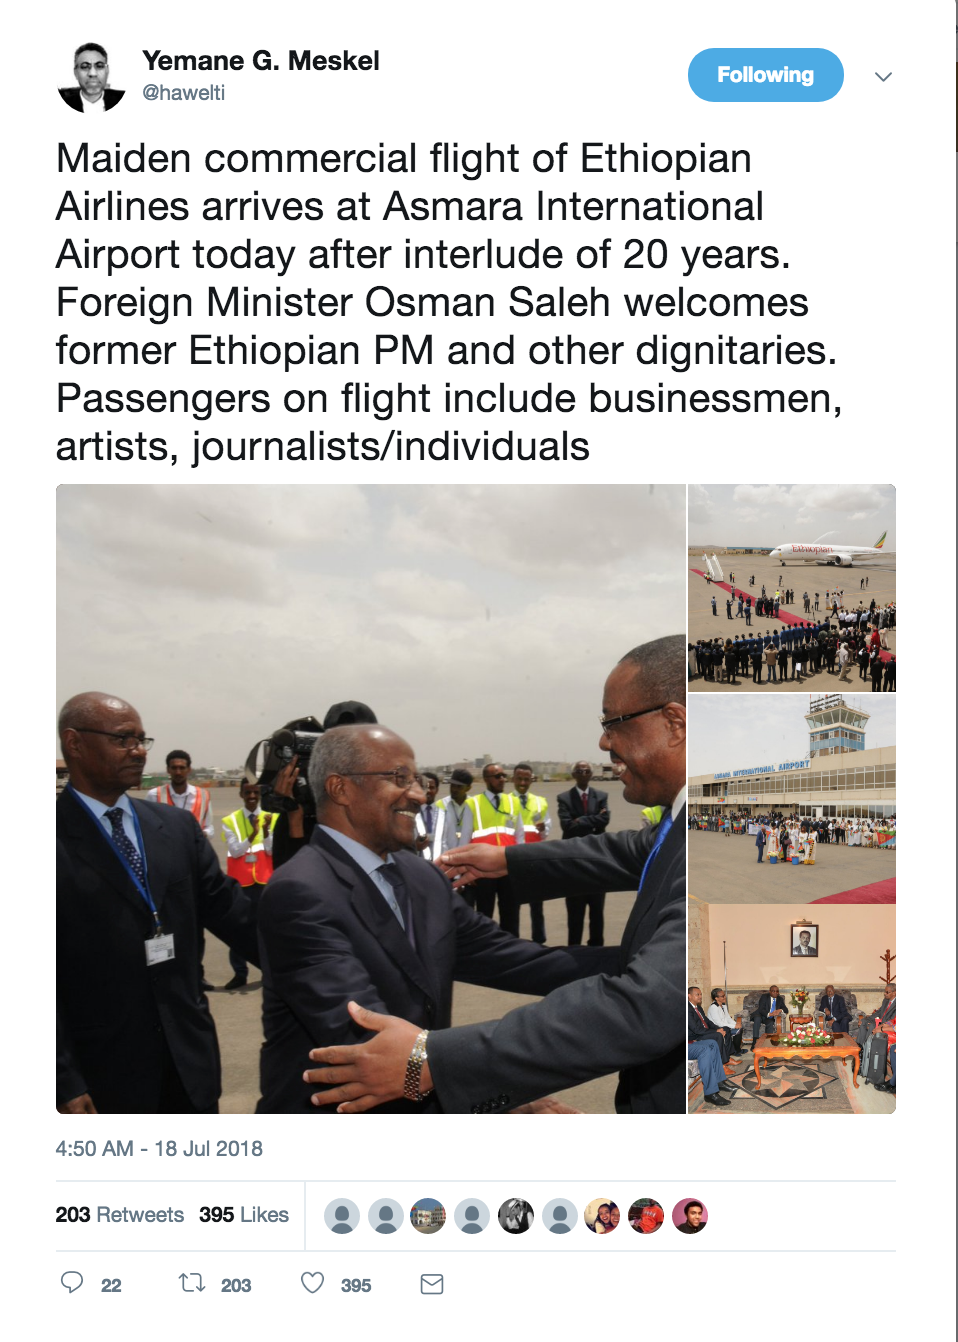 Yemane G. Meskel
@hawelti
Following
Maiden commercial flight of Ethiopian
Airlines arrives at Asmara International
Airport today after interlude of 20 years.
Foreign Minister Osman Saleh welcomes
former Ethiopian PM and other dignitaries.
Passengers on flight include businessmen,
artists, journalists/individuals
Ethiopian
ASMARA INTERNATIONAL AIRPORT
4:50 AM - 18 Jul 2018
203 Retweets 395 Likes
22 203 395